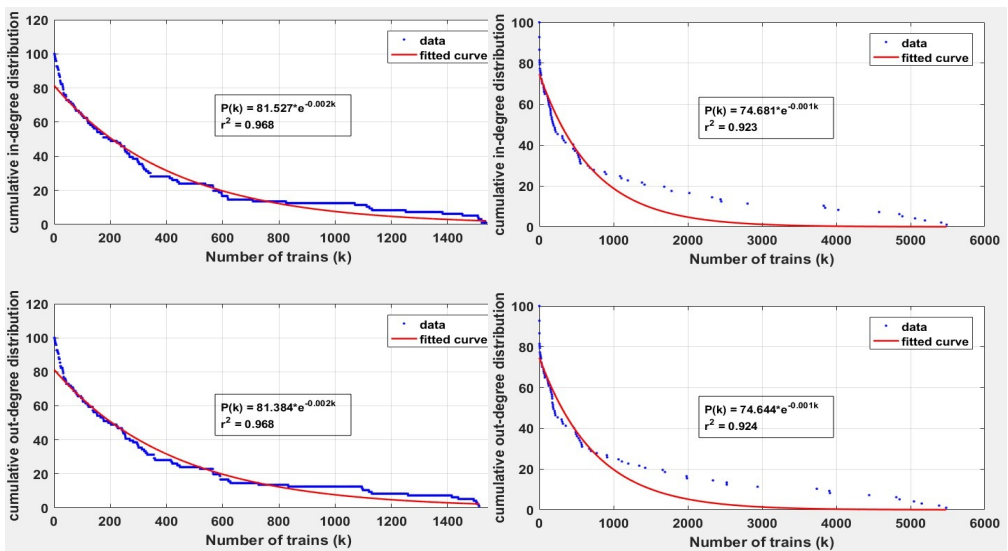 cumulative in-degree distribution
120
100
80
60
40
20
0
data
fitted curve
P(k) = 81.527*e^-0.002k
r^2 = 0.968
0 200 400 600 800 1000 1200 1400
Number of trains (k)
cumulative in-degree distribution
100
80
60
40
20
0
data
fitted curve
P(k) = 74.681*e^-0.001k
r^2 = 0.923
0 1000 2000 3000 4000 5000 6000
Number of trains (k)
cumulative out-degree distribution
120
100
80
60
40
20
0
data
fitted curve
P(k) = 81.384*e^-0.002k
r^2 = 0.968
0 200 400 600 800 1000 1200 1400
Number of trains (k)
cumulative out-degree distribution
100
80
60
40
20
0
data
fitted curve
P(k) = 74.644*e^-0.001k
r^2 = 0.924
0 1000 2000 3000 4000 5000 6000
Number of trains (k)